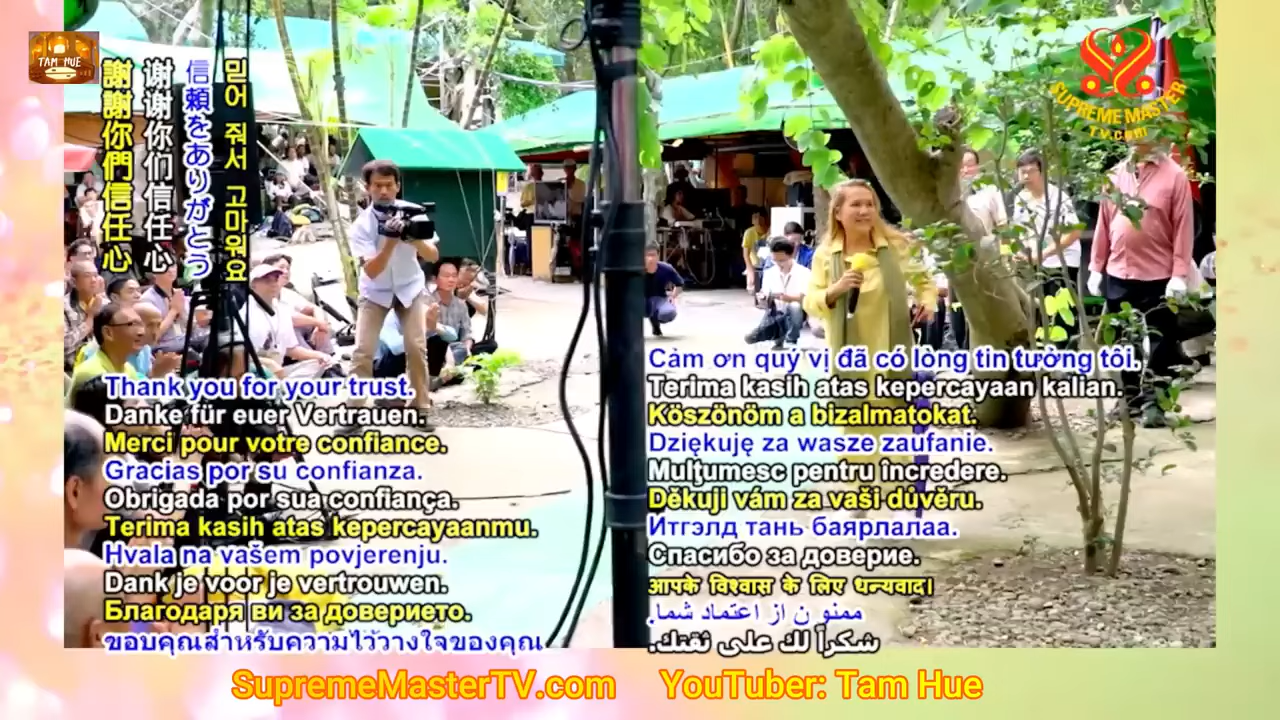 TAM HUE
謝謝你們信任心
谢谢你们信任心
信頼をありがとう
믿어 줘서 고마워요
SUPREME MASTER
TV.COM
Thank you for your trust.
Danke für euer Vertrauen.
Merci pour votre confiance.
Gracias por su confianza.
Obrigada por sua confiança.
Terima kasih atas kepercayaanmu.
Hvala na vašem povjerenju.
Dank je voor je vertrouwen.
Благодаря ви за доверието.
ขอบคุณสำหรับความไว้วางใจของคุณ
Cảm ơn quý vị đã có lòng tin tưởng tôi.
Terima kasih atas kepercayaan kalian.
Köszönöm a bizalmatokat.
Dziękuję za wasze zaufanie.
Mulţumesc pentru încredere.
Děkuji vám za vaši důvěru.
Итгэлд тань баярлалаа.
Спасибо за доверие.
आपके विश्वास के लिए धन्यवाद।
ممنو ن از اعتماد شما.
شكراً لك على ثقتك.
SupremeMasterTV.com
YouTuber: Tam Hue